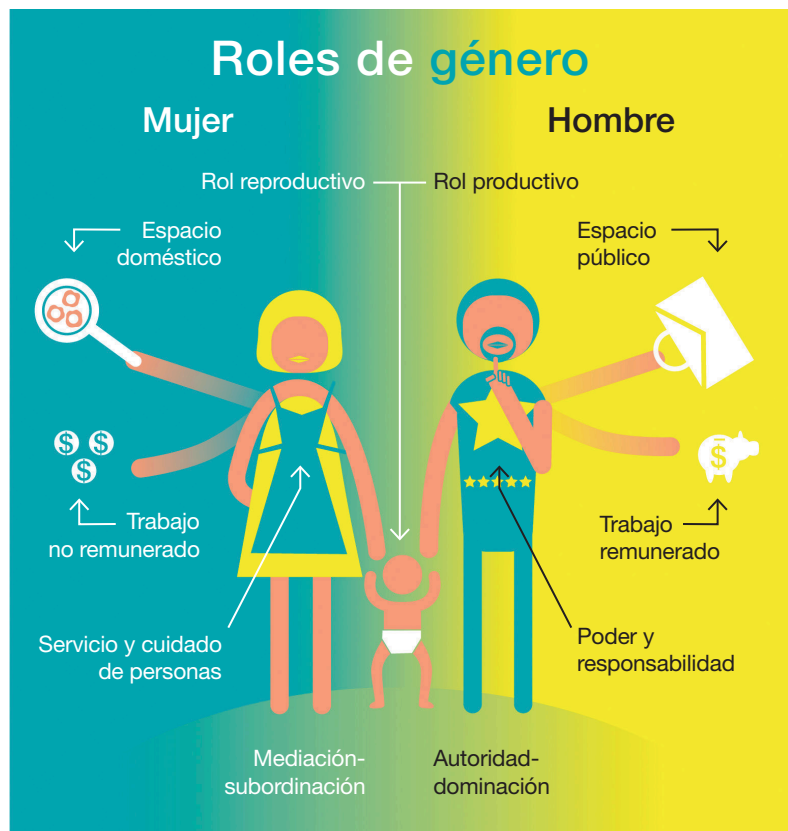 Roles de género
Mujer
Hombre
Rol reproductivo
Rol productivo
Espacio
doméstico
Espacio
público
$ $
$
$
Trabajo
no remunerado
Trabajo
remunerado
Servicio y cuidado
de personas
Poder y
responsabilidad
Mediación-
subordinación
Autoridad-
dominación